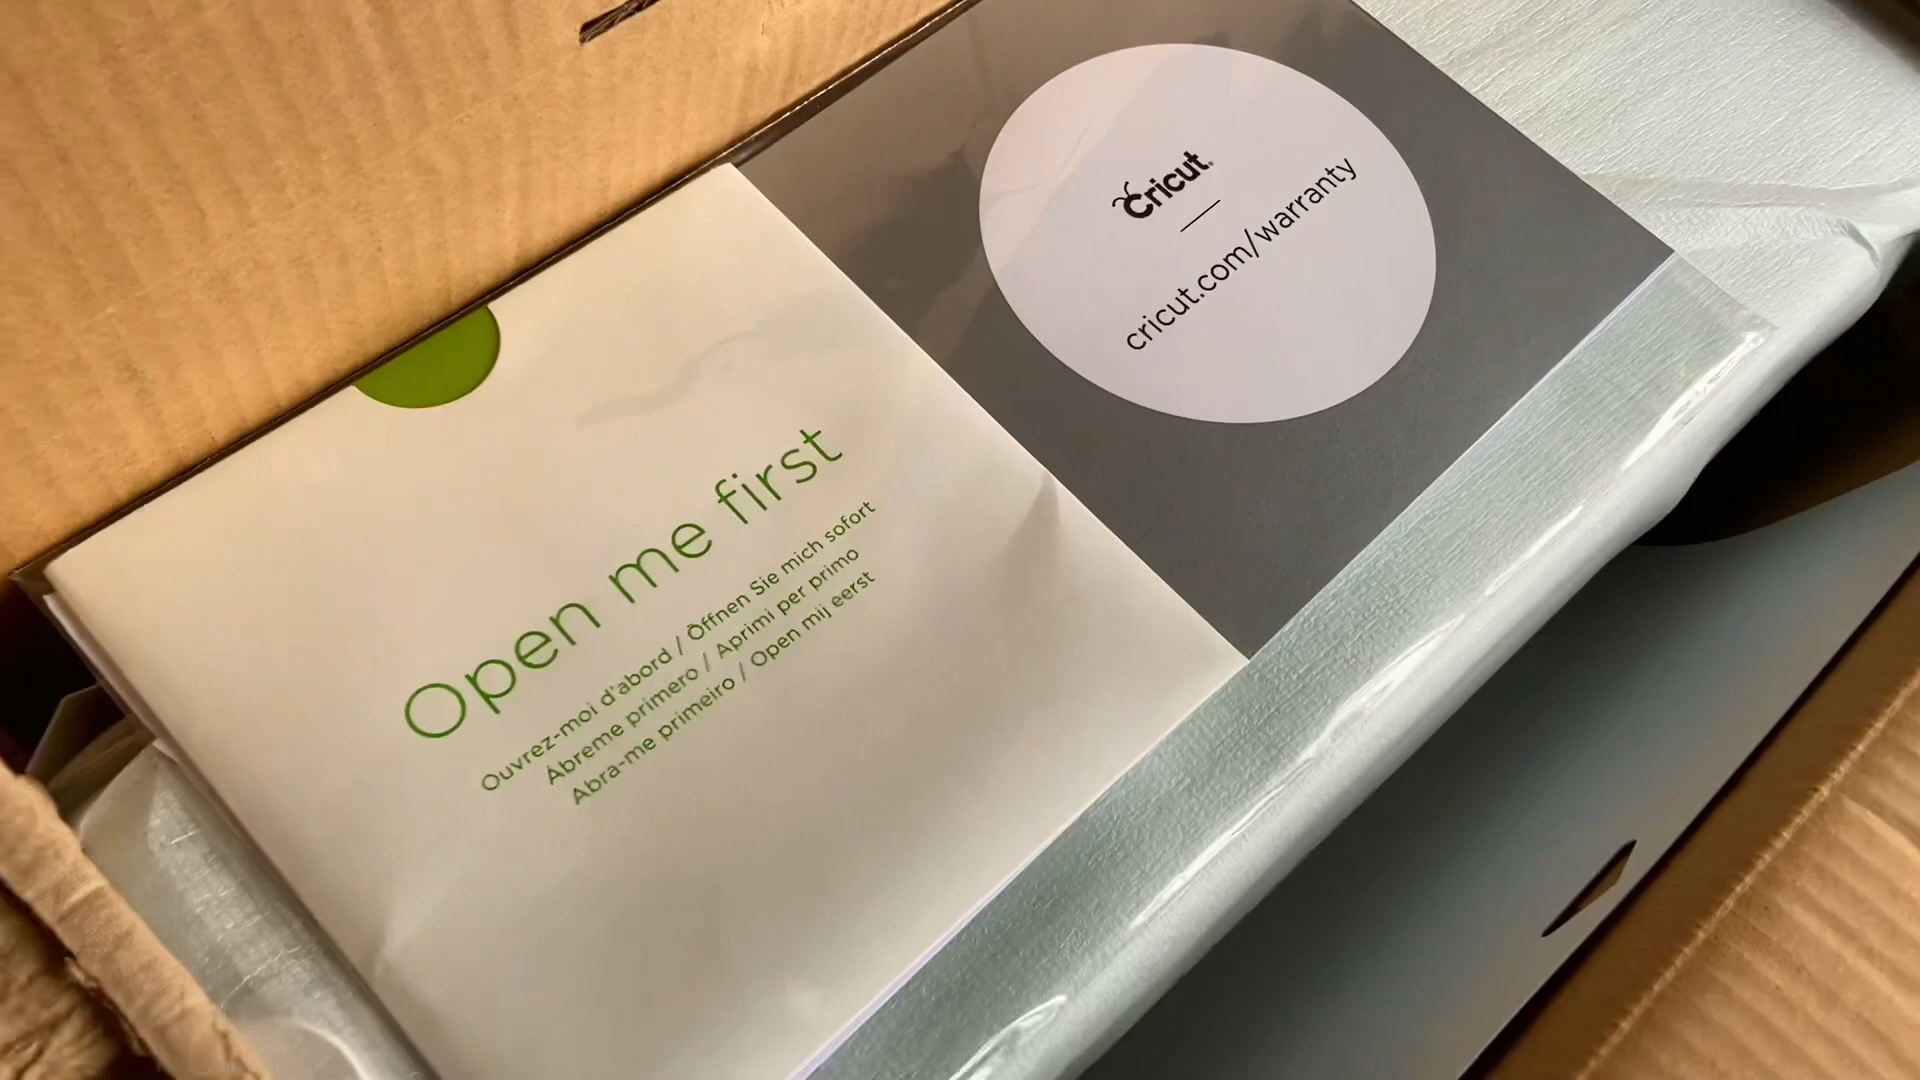 Open me first
Ouvrez-moi d'abord / Öffnen Sie mich sofort
Ábreme primero / Aprimi per primo
Abra-me primeiro / Open mij eerst
Cricut
cricut.com/warranty